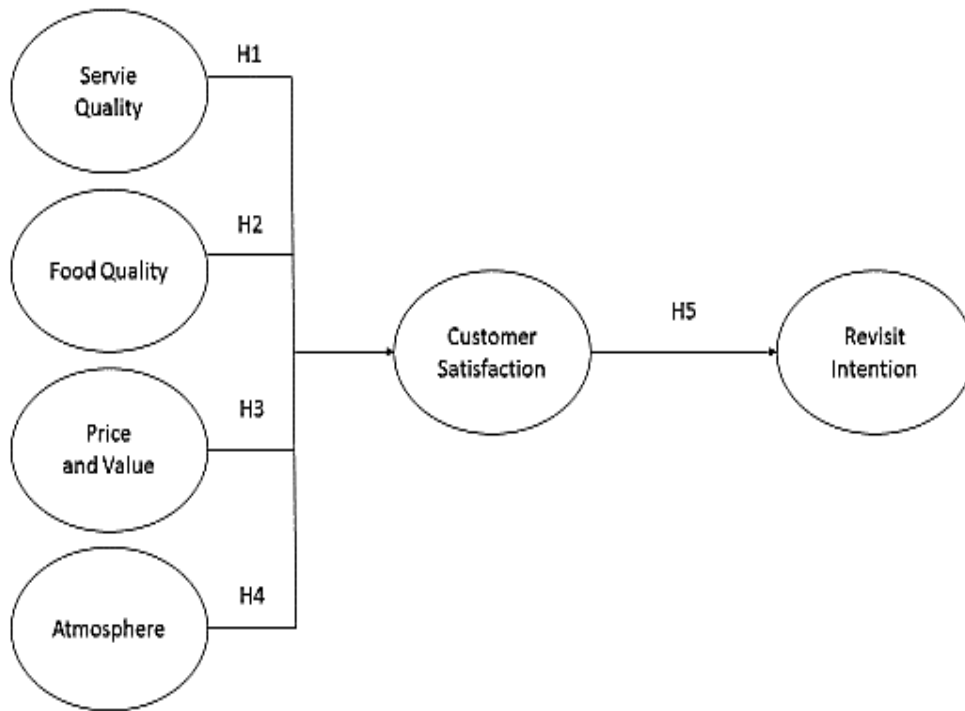 Servie
Quality
H1
Food Quality
H2
Price
and Value
H3
Atmosphere
H4
Customer
Satisfaction
H5
Revisit
Intention